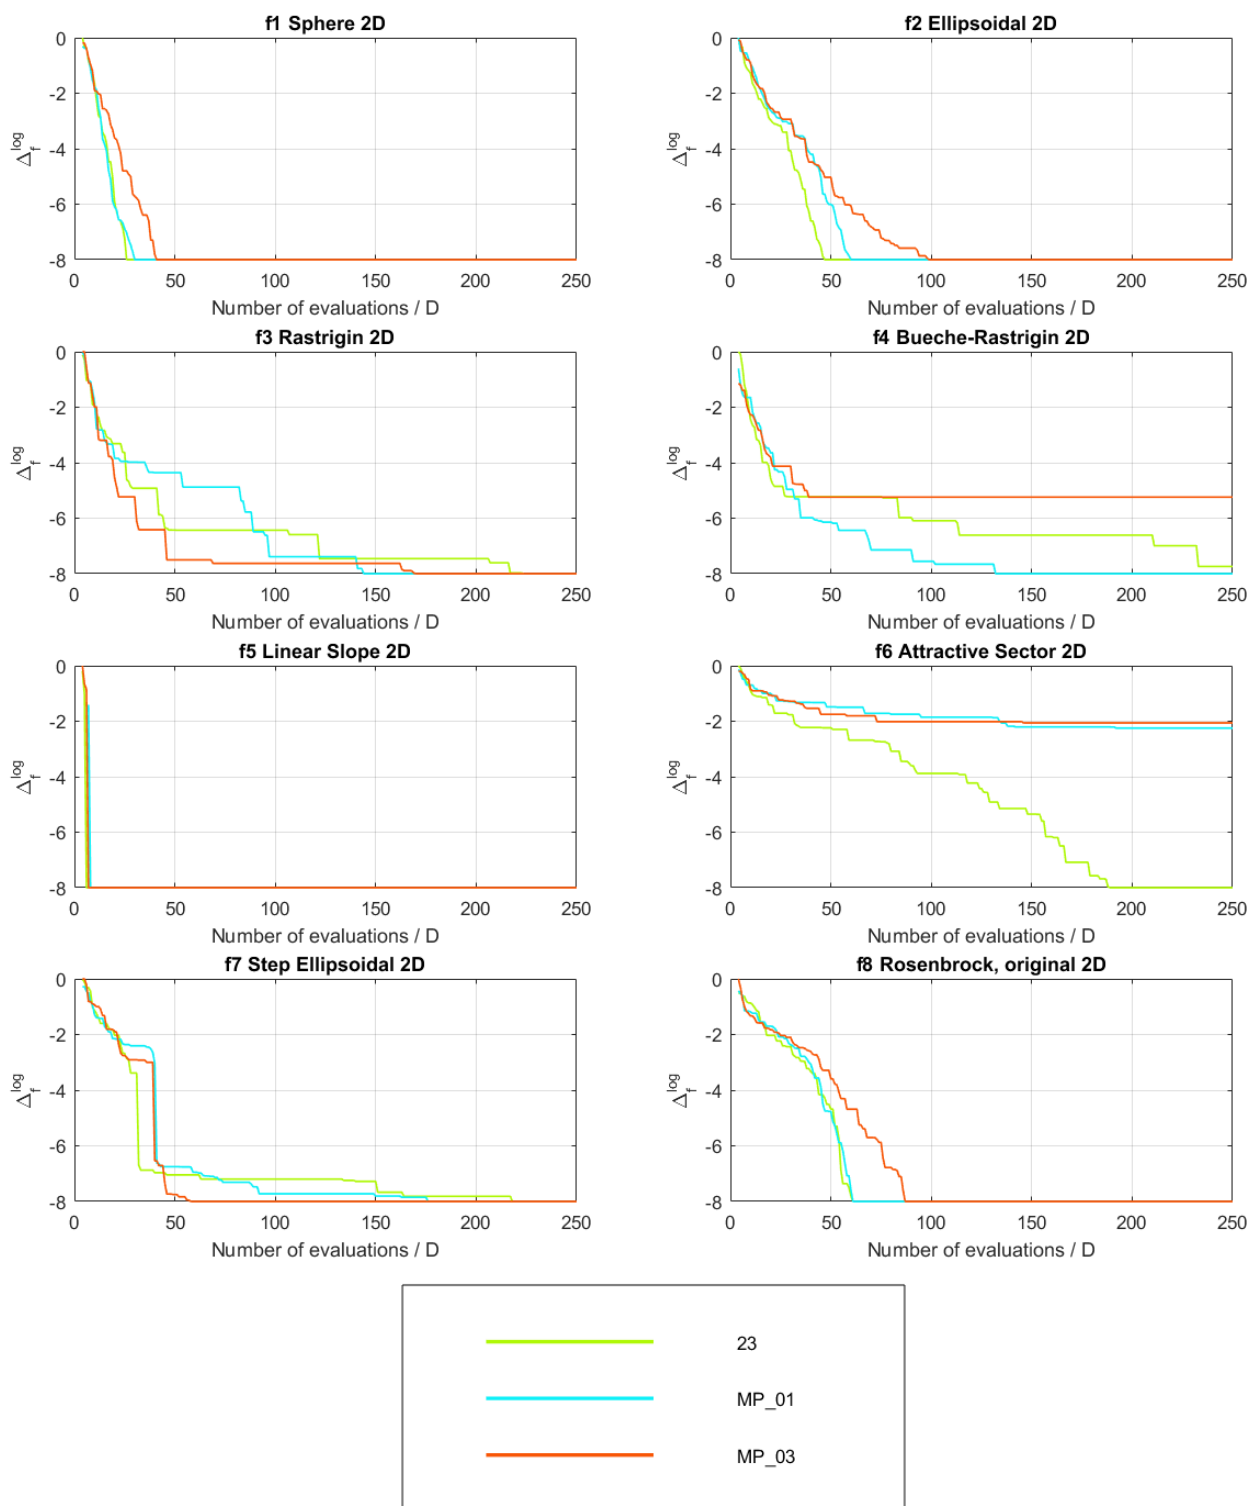 f1 Sphere 2D
0
-2
-4
-6
-8
Δ_f^log
0 50 100 150 200 250
Number of evaluations / D
f2 Ellipsoidal 2D
0
-2
-4
-6
-8
Δ_f^log
0 50 100 150 200 250
Number of evaluations / D
f3 Rastrigin 2D
0
-2
-4
-6
-8
Δ_f^log
0 50 100 150 200 250
Number of evaluations / D
f4 Bueche-Rastrigin 2D
0
-2
-4
-6
-8
Δ_f^log
0 50 100 150 200 250
Number of evaluations / D
f5 Linear Slope 2D
0
-2
-4
-6
-8
Δ_f^log
0 50 100 150 200 250
Number of evaluations / D
f6 Attractive Sector 2D
0
-2
-4
-6
-8
Δ_f^log
0 50 100 150 200 250
Number of evaluations / D
f7 Step Ellipsoidal 2D
0
-2
-4
-6
-8
Δ_f^log
0 50 100 150 200 250
Number of evaluations / D
f8 Rosenbrock, original 2D
0
-2
-4
-6
-8
Δ_f^log
0 50 100 150 200 250
Number of evaluations / D
23
MP_01
MP_03